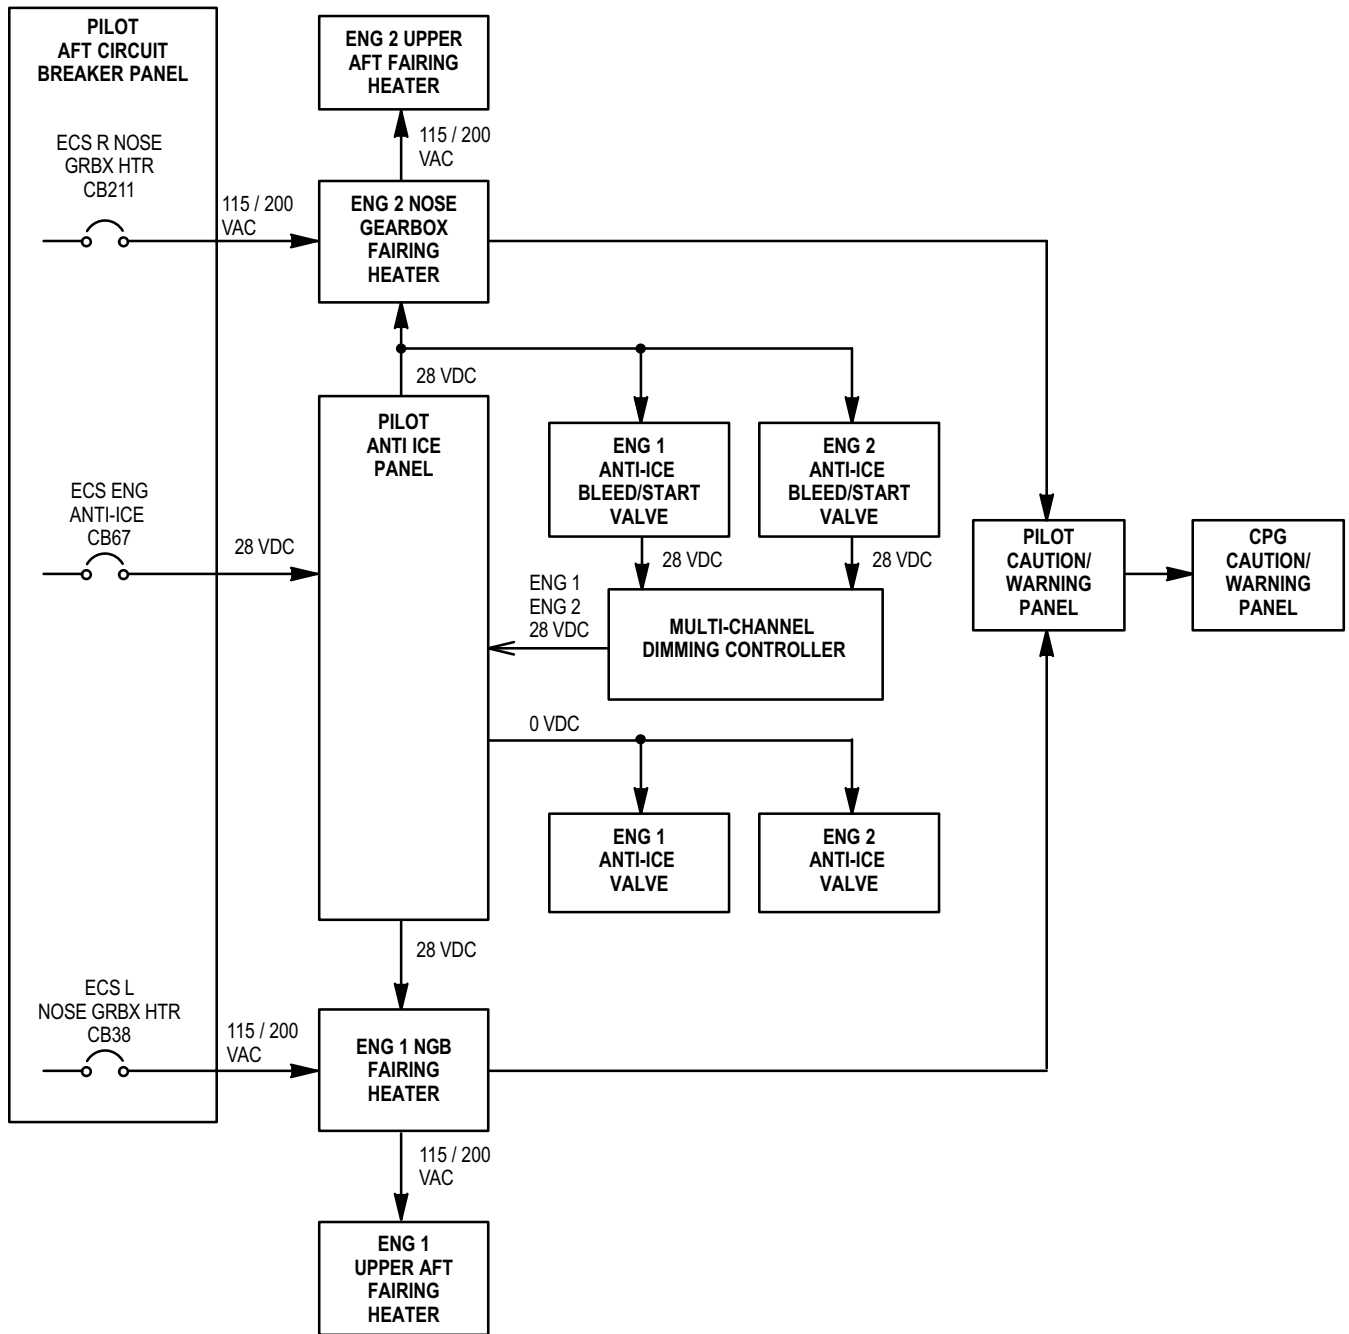 PILOT
AFT CIRCUIT
BREAKER PANEL
ENG 2 UPPER
AFT FAIRING
HEATER
115 / 200
VAC
ECS R NOSE
GRBX HTR
CB211
115 / 200
VAC
ENG 2 NOSE
GEARBOX
FAIRING
HEATER
28 VDC
PILOT
ANTI ICE
PANEL
ENG 1
ANTI-ICE
BLEED/START
VALVE
ENG 2
ANTI-ICE
BLEED/START
VALVE
ECS ENG
ANTI-ICE
CB67
28 VDC
28 VDC
28 VDC
PILOT
CAUTION/
WARNING
PANEL
CPG
CAUTION/
WARNING
PANEL
ENG 1
ENG 2
28 VDC
MULTI-CHANNEL
DIMMING CONTROLLER
0 VDC
ENG 1
ANTI-ICE
VALVE
ENG 2
ANTI-ICE
VALVE
28 VDC
ECS L
NOSE GRBX HTR
CB38
115 / 200
VAC
ENG 1 NGB
FAIRING
HEATER
115 / 200
VAC
ENG 1
UPPER AFT
FAIRING
HEATER